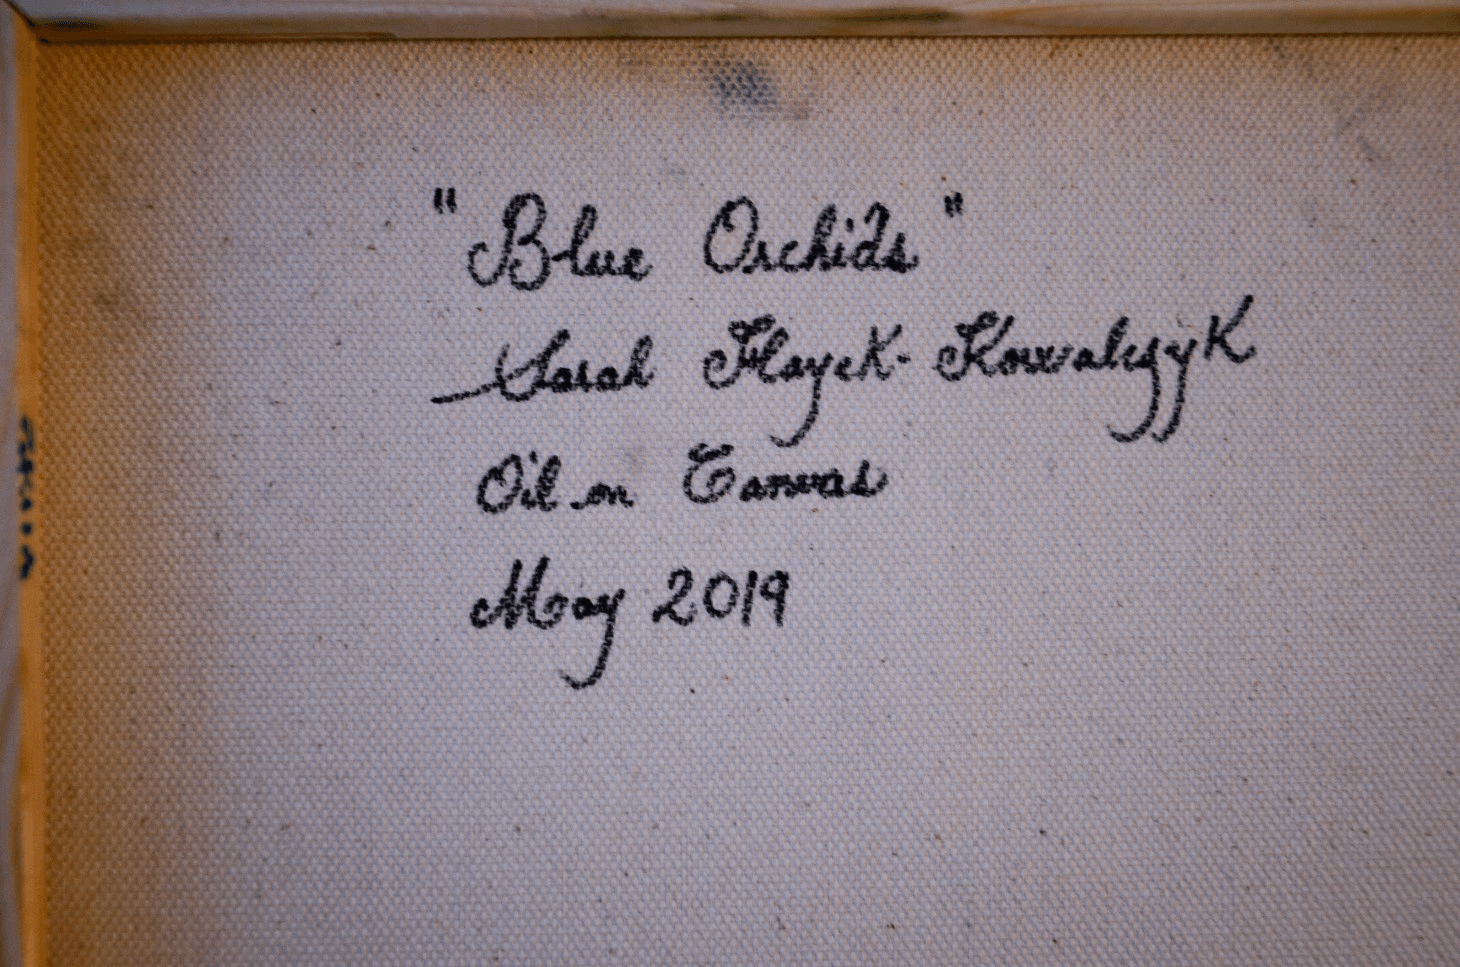 "Blue Orchids"
Sarah Hayek-Kowalczyk
Oil on Canvas
May 2019